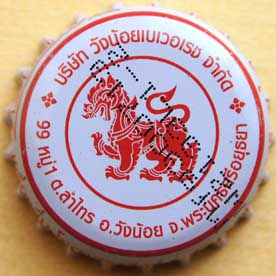 บริษัท วังน้อยเบเวอเรช จำกัด
99 หมู่1 ต.ลำไทร อ.วังน้อย จ.พระนครศรีอยุธยา